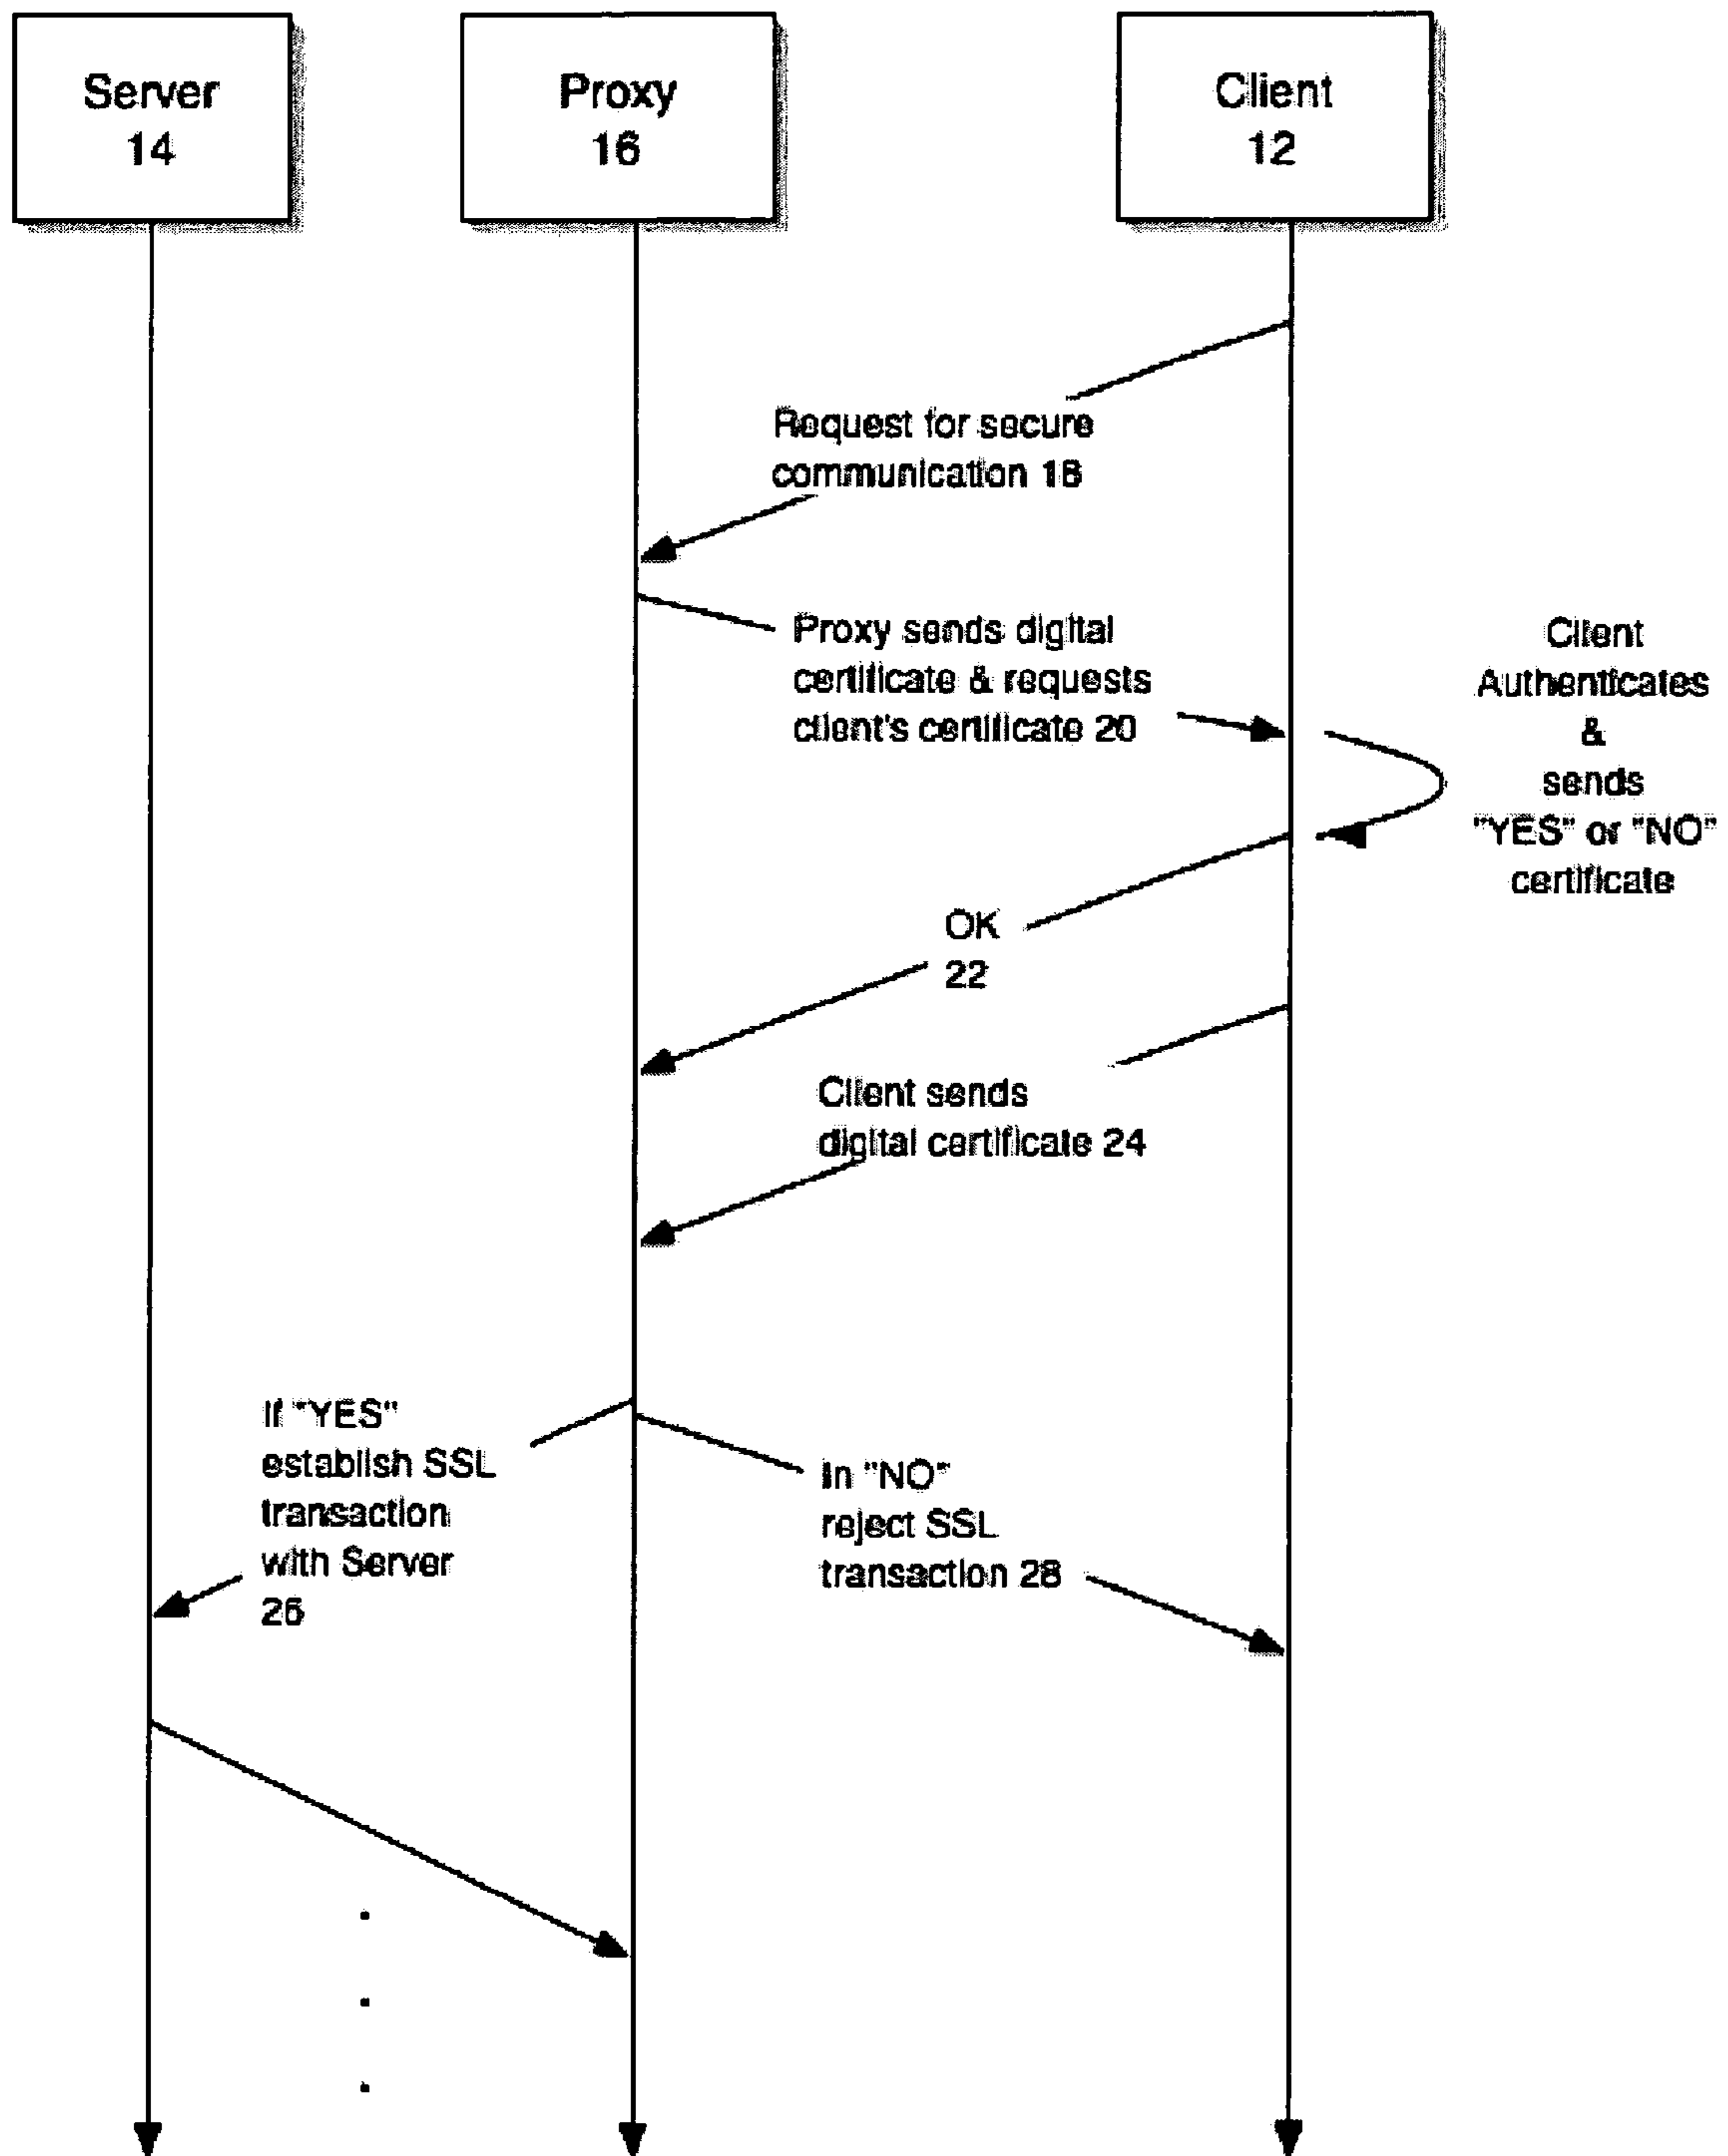 Server
14
Proxy
16
Client
12
Request for secure
communication 18
Proxy sends digital
certificate & requests
client's certificate 20
Client
Authenticates
&
sends
"YES" or "NO"
certificate
OK
22
Client sends
digital certificate 24
If "YES"
establish SSL
transaction
with Server
26
In "NO"
reject SSL
transaction 28